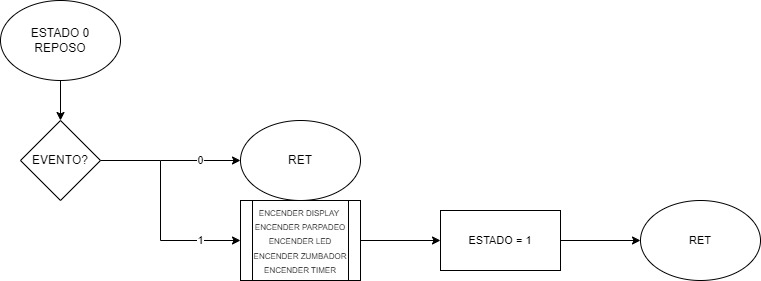 ESTADO 0
REPOSO
EVENTO?
0
RET
1
ENCENDER DISPLAY
ENCENDER PARPADEO
ENCENDER LED
ENCENDER ZUMBADOR
ENCENDER TIMER
ESTADO = 1
RET